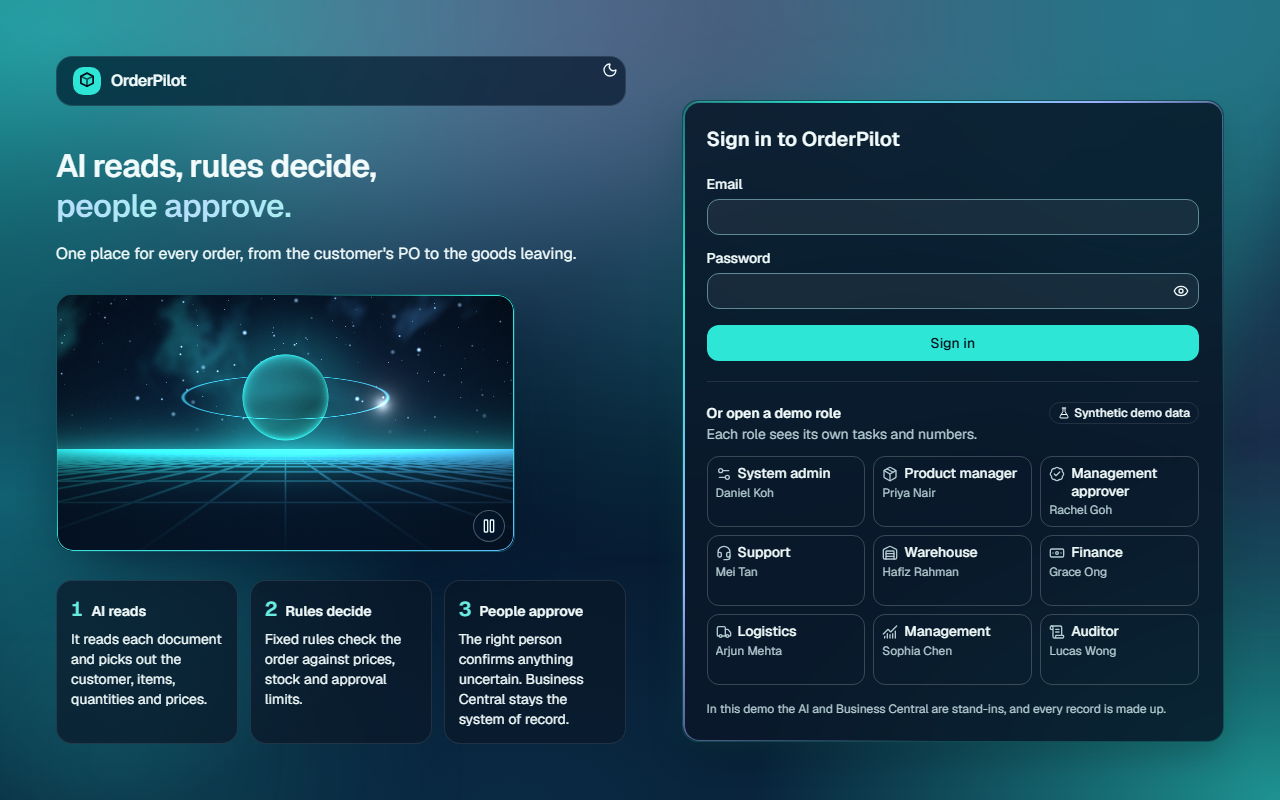 OrderPilot
AI reads, rules decide,
people approve.
One place for every order, from the customer's PO to the goods leaving.
1 AI reads
It reads each document
and picks out the
customer, items,
quantities and prices.
2 Rules decide
Fixed rules check the
order against prices,
stock and approval
limits.
3 People approve
The right person
confirms anything
uncertain. Business
Central stays the
system of record.
Sign in to OrderPilot
Email
Password
Sign in
Or open a demo role
Synthetic demo data
Each role sees its own tasks and numbers.
System admin
Daniel Koh
Product manager
Priya Nair
Management
approver
Rachel Goh
Support
Mei Tan
Warehouse
Hafiz Rahman
Finance
Grace Ong
Logistics
Arjun Mehta
Management
Sophia Chen
Auditor
Lucas Wong
In this demo the AI and Business Central are stand-ins, and every record is made up.